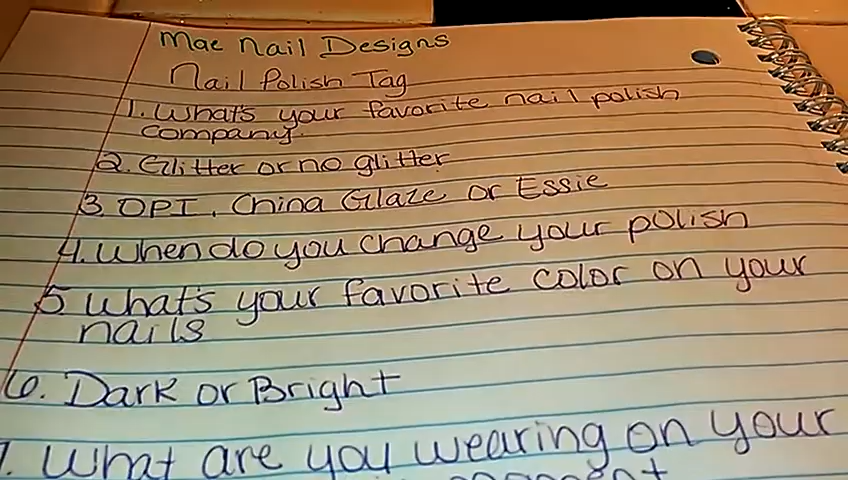 Mae Nail Designs
Nail Polish Tag
1. What's your favorite nail polish
company.
2. Glitter or no glitter
3. OPI, China Glaze or Essie
4. When do you change your polish
5 What's your favorite color on your
nails
6. Dark or Bright
7. What are you wearing on your